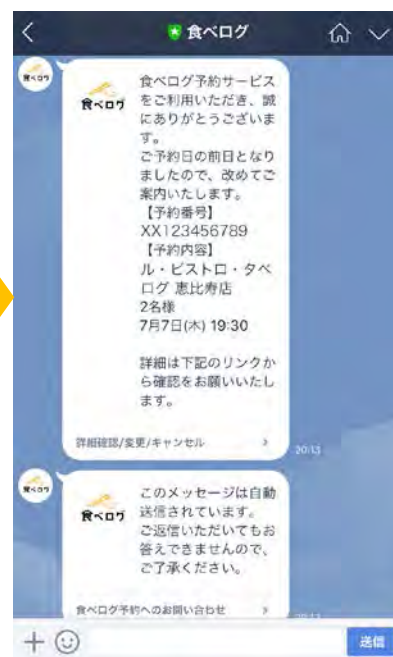 食べログ
食べログ
食べログ
食べログ予約サービス
をご利用いただき、誠
にありがとうございま
す。
ご予約日の前日となり
ましたので、改めてご
案内いたします。
【予約番号】
XX123456789
【予約内容】
ル・ビストロ・タベ
ログ 恵比寿店
2名様
7月7日(木) 19:30
詳細は下記のリンクか
ら確認をお願いいたし
ます。
詳細確認/変更/キャンセル
20:13
食べログ
食べログ
このメッセージは自動
送信されています。
ご返信いただいてもお
答えできませんので、
ご了承ください。
食べログ予約へのお問い合わせ
送信